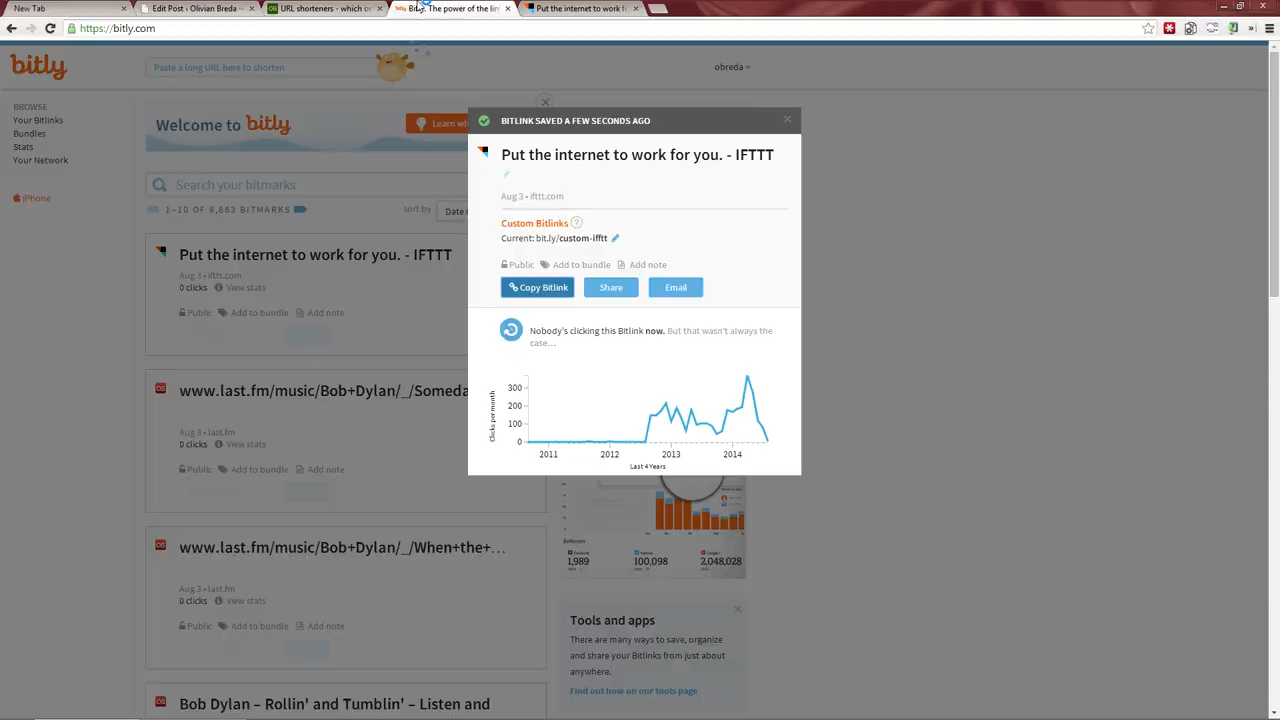 New Tab
Edit Post ‹ Olivian Breda
URL shorteners - which or
Bitly. The power of the lin
Put the internet to work f
https://bitly.com
bitly
Paste a long URL here to shorten
obreda
BROWSE
Your Bitlinks
Bundles
Stats
Your Network
iPhone
Welcome to bitly
Learn wh
Search your bitmarks
1–10 OF 8,863 BITMARKS
sort by
Date
Put the internet to work for you. - IFTTT
Aug 3 • ifttt.com
0 clicks
View stats
Public
Add to bundle
Add note
www.last.fm/music/Bob+Dylan/_/Someda
Aug 3 • last.fm
0 clicks
View stats
Public
Add to bundle
Add note
www.last.fm/music/Bob+Dylan/_/When+the+…
Aug 3 • last.fm
0 clicks
View stats
Public
Add to bundle
Add note
Bob Dylan – Rollin' and Tumblin' – Listen and
BITLINK SAVED A FEW SECONDS AGO
Put the internet to work for you. - IFTTT
Aug 3 • ifttt.com
Custom Bitlinks ?
Current: bit.ly/custom-ifftt
Public
Add to bundle
Add note
Copy Bitlink
Share
Email
Nobody's clicking this Bitlink now. But that wasn't always the
case…
Clicks per month
300
200
100
0
2011
2012
2013
2014
Last 4 Years
1,989
100,098
2,048,028
Tools and apps
There are many ways to save, organize
and share your Bitlinks from just about
anywhere.
Find out how on our tools page